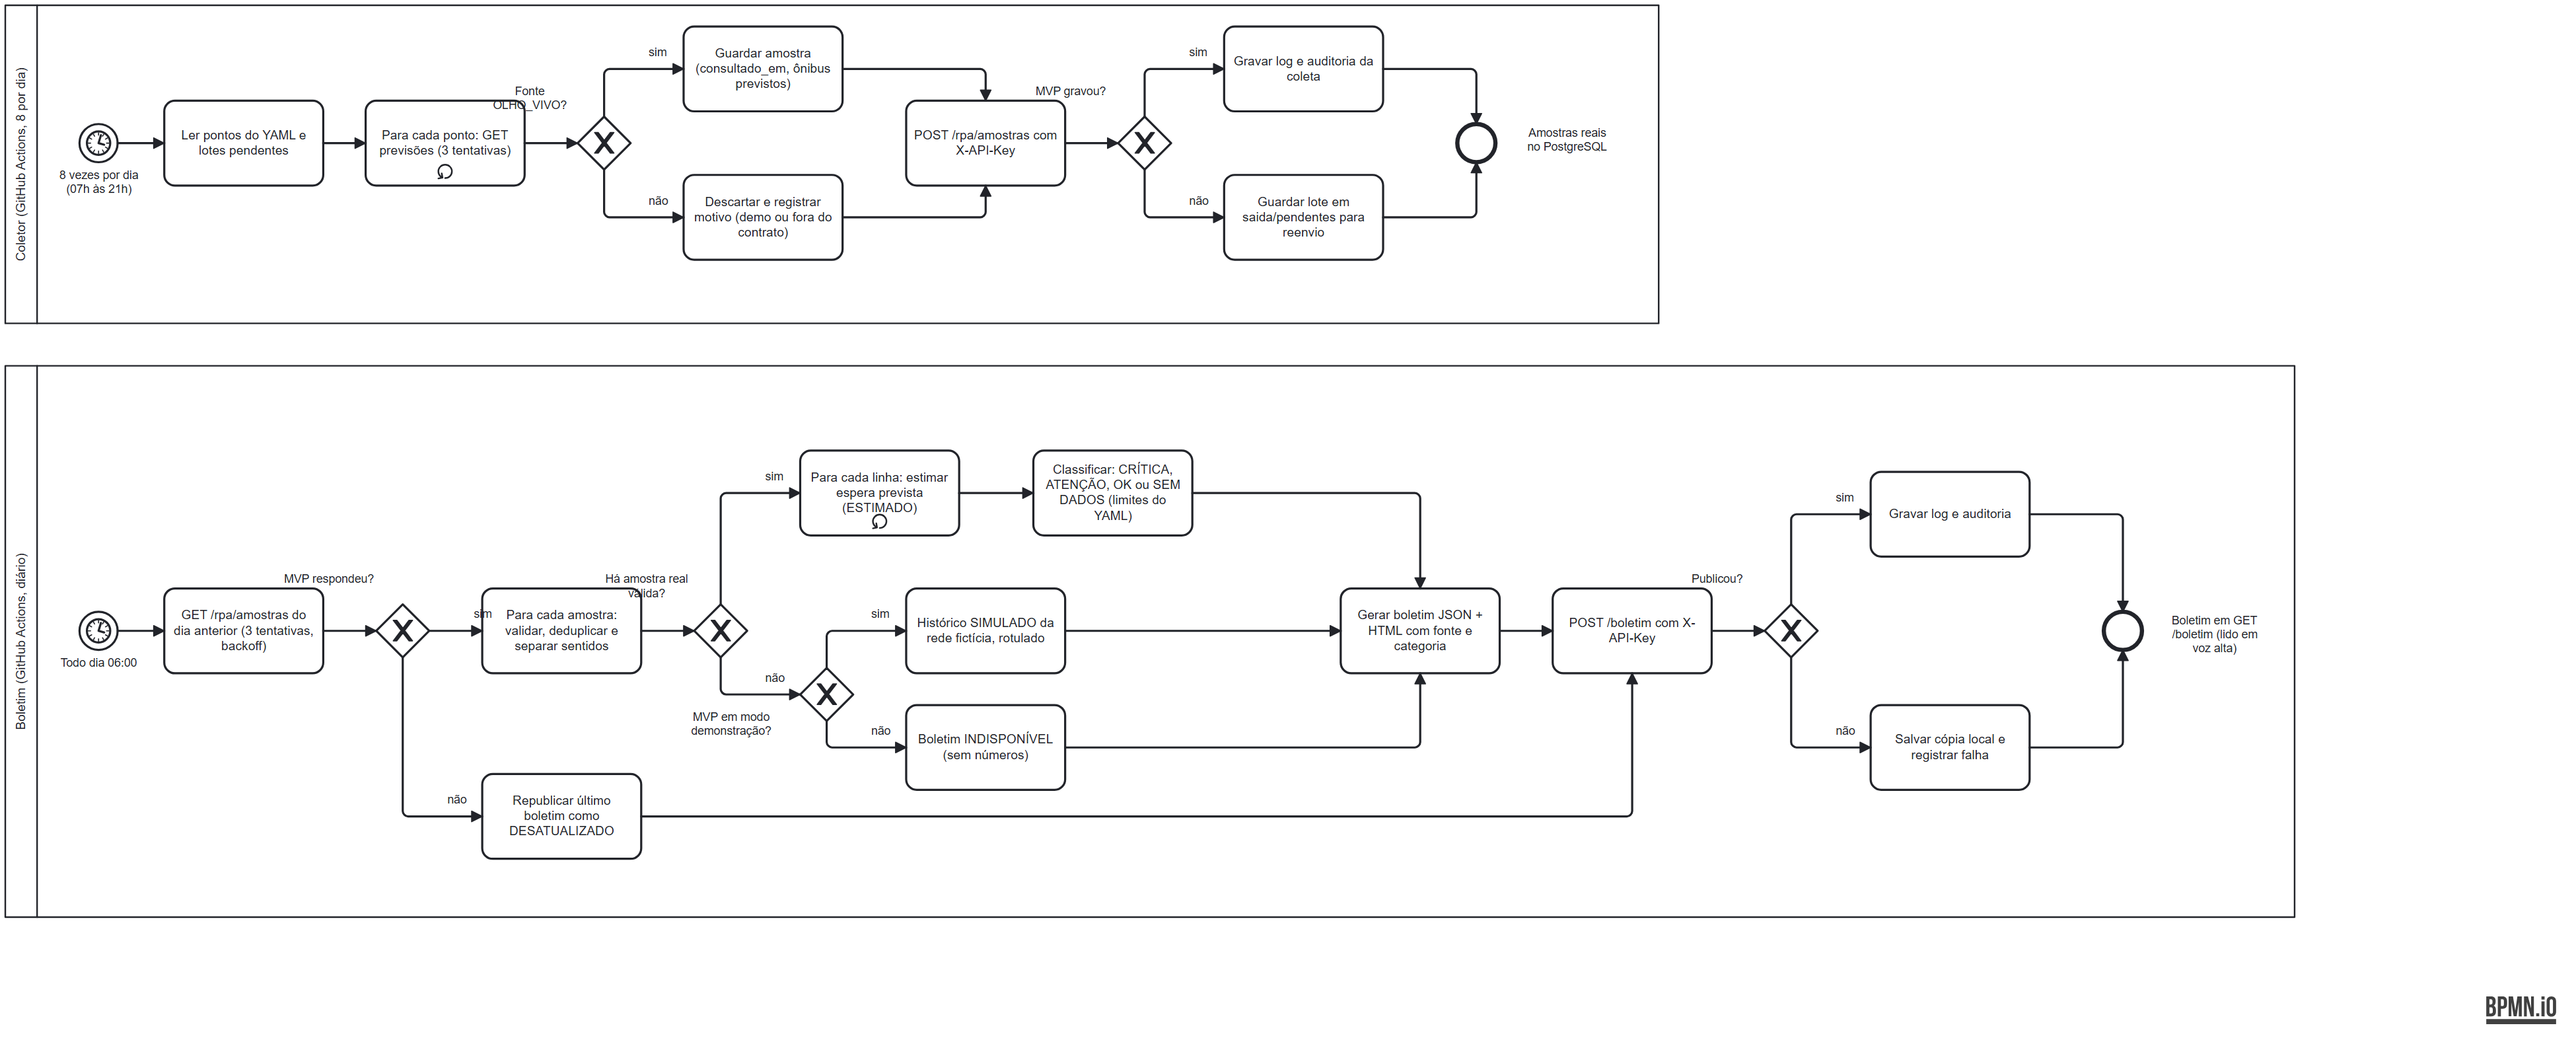 Coletor (GitHub Actions, 8 por dia)
8 vezes por dia
(07h às 21h)
Ler pontos do YAML e
lotes pendentes
Para cada ponto: GET
previsões (3 tentativas)
Fonte
OLHO_VIVO?
sim
Guardar amostra
(consultado_em, ônibus
previstos)
não
Descartar e registrar
motivo (demo ou fora do
contrato)
POST /rpa/amostras com
X-API-Key
MVP gravou?
sim
Gravar log e auditoria da
coleta
não
Guardar lote em
saida/pendentes para
reenvio
Amostras reais
no PostgreSQL
Boletim (GitHub Actions, diário)
Todo dia 06:00
GET /rpa/amostras do
dia anterior (3 tentativas,
backoff)
MVP respondeu?
sim
Para cada amostra:
validar, deduplicar e
separar sentidos
não
Republicar último
boletim como
DESATUALIZADO
Há amostra real
válida?
sim
Para cada linha: estimar
espera prevista
(ESTIMADO)
Classificar: CRÍTICA,
ATENÇÃO, OK ou SEM
DADOS (limites do
YAML)
não
MVP em modo
demonstração?
sim
Histórico SIMULADO da
rede fictícia, rotulado
não
Boletim INDISPONÍVEL
(sem números)
Gerar boletim JSON +
HTML com fonte e
categoria
POST /boletim com X-
API-Key
Publicou?
sim
Gravar log e auditoria
não
Salvar cópia local e
registrar falha
Boletim em GET
/boletim (lido em
voz alta)
BPMN.iO